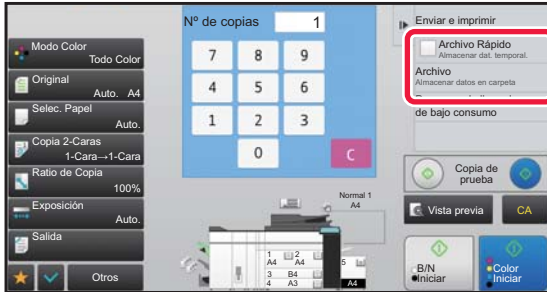 Nº de copias 1
Modo Color
Todo Color
Original
Auto. A4
Selec. Papel
Auto.
Copia 2-Caras
1-Cara→1-Cara
Ratio de Copia
100%
Exposición
Auto.
Salida
Otros
7 8 9
4 5 6
1 2 3
0 C
Normal 1
A4
1 2
A4 A4
3 B4
4 A3
5
A4
Enviar e imprimir
Archivo Rápido
Almacenar dat. temporal.
Archivo
Almacenar datos en carpeta
de bajo consumo
Copia de
prueba
Vista previa
CA
B/N
Iniciar
Color
Iniciar